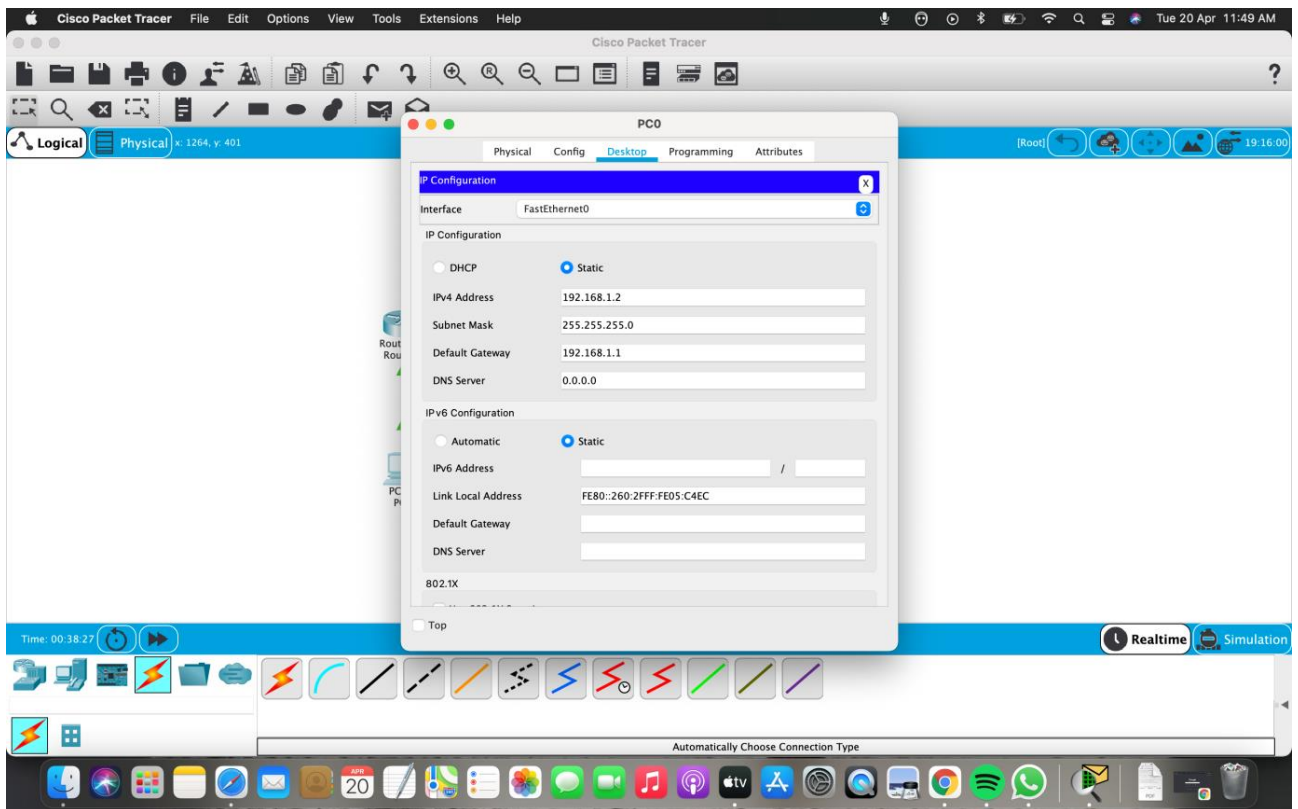 Cisco Packet Tracer File Edit Options View Tools Extensions Help Tue 20 Apr 11:49 AM
Cisco Packet Tracer
?
Logical Physical x: 1264, y: 401 [Root] 19:16:00
PC0
Physical Config Desktop Programming Attributes
IP Configuration X
Interface FastEthernet0
IP Configuration
DHCP Static
IPv4 Address 192.168.1.2
Subnet Mask 255.255.255.0
Rout
Rou
Default Gateway 192.168.1.1
DNS Server 0.0.0.0
IPv6 Configuration
Automatic Static
IPv6 Address /
PC
Link Local Address FE80::260:2FFF:FE05:C4EC
Default Gateway
DNS Server
802.1X
Top
Time: 00:38:27 Realtime Simulation
Automatically Choose Connection Type
APR
20
tv